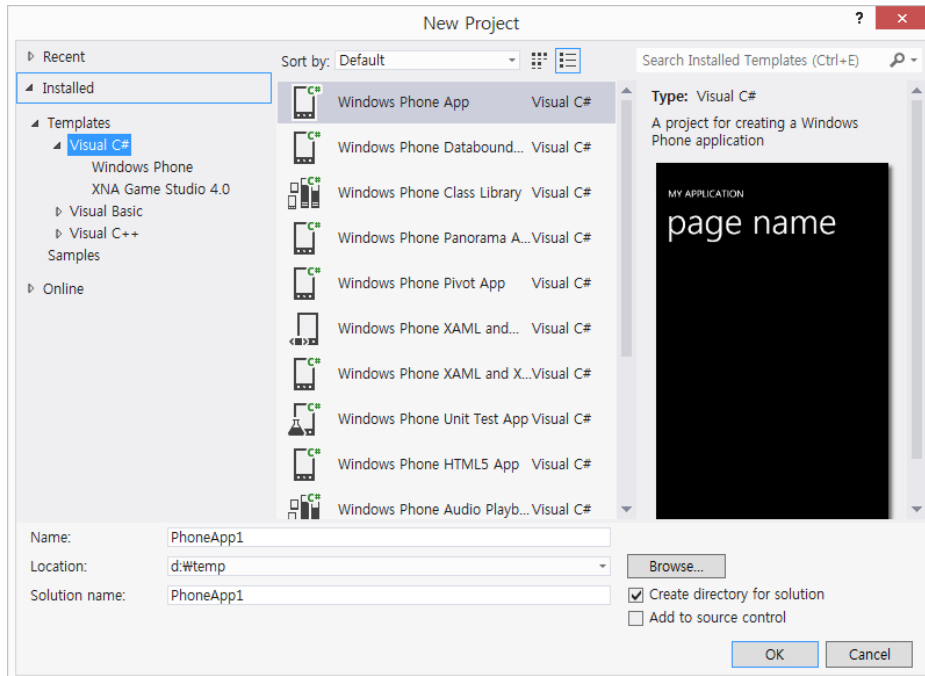 New Project
?
Recent
Installed
Templates
Visual C#
Windows Phone
XNA Game Studio 4.0
Visual Basic
Visual C++
Samples
Online
Sort by: Default
Windows Phone App Visual C#
Windows Phone Databound... Visual C#
Windows Phone Class Library Visual C#
Windows Phone Panorama A... Visual C#
Windows Phone Pivot App Visual C#
Windows Phone XAML and... Visual C#
Windows Phone XAML and X... Visual C#
Windows Phone Unit Test App Visual C#
Windows Phone HTML5 App Visual C#
Windows Phone Audio Playb... Visual C#
Search Installed Templates (Ctrl+E)
Type: Visual C#
A project for creating a Windows
Phone application
MY APPLICATION
page name
Name: PhoneApp1
Location: d:₩temp
Solution name: PhoneApp1
Browse...
Create directory for solution
Add to source control
OK Cancel